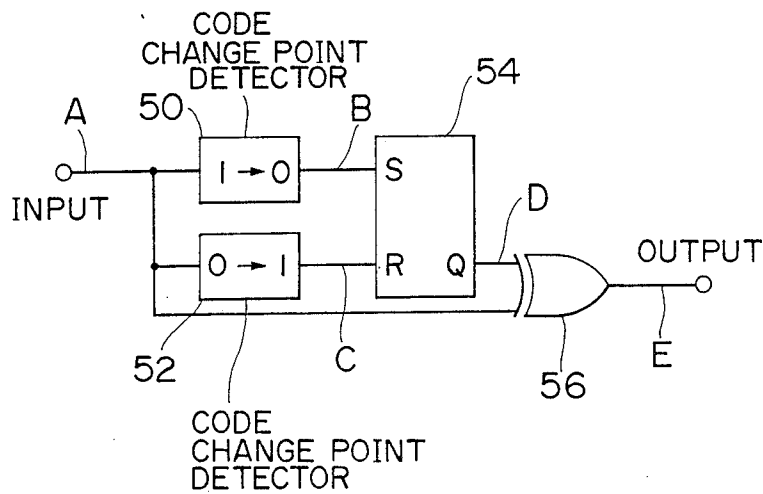 CODE
CHANGE POINT
DETECTOR
54
A
50
B
1 → 0
S
INPUT
D
OUTPUT
0 → 1
R
Q
52
C
56
E
CODE
CHANGE POINT
DETECTOR